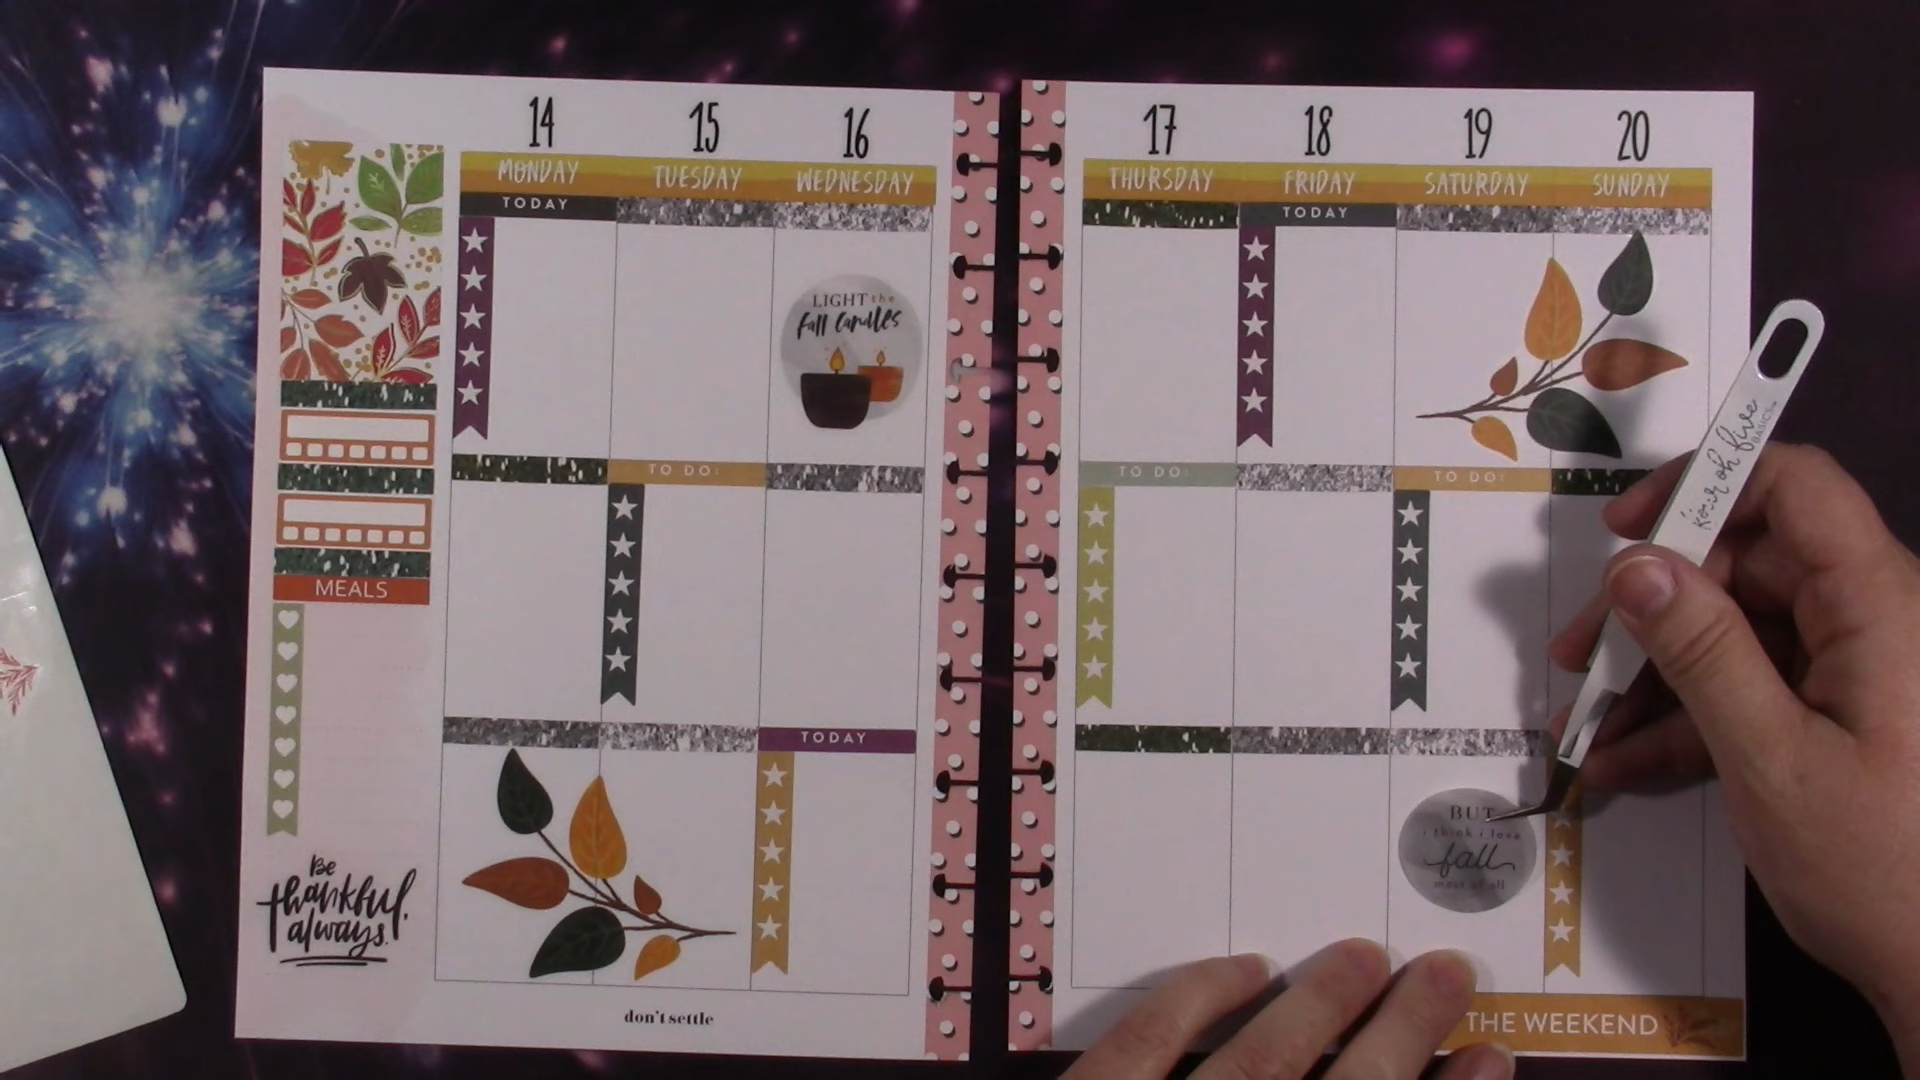 14 15 16
MONDAY TUESDAY WEDNESDAY
TODAY
LIGHT the
fall candles
TO DO:
TODAY
MEALS
Be
thankful
always.
don't settle
17 18 19 20
THURSDAY FRIDAY SATURDAY SUNDAY
TODAY
TO DO:
TO DO:
BUT
i think i love
fall
most of all
THE WEEKEND
BASICS